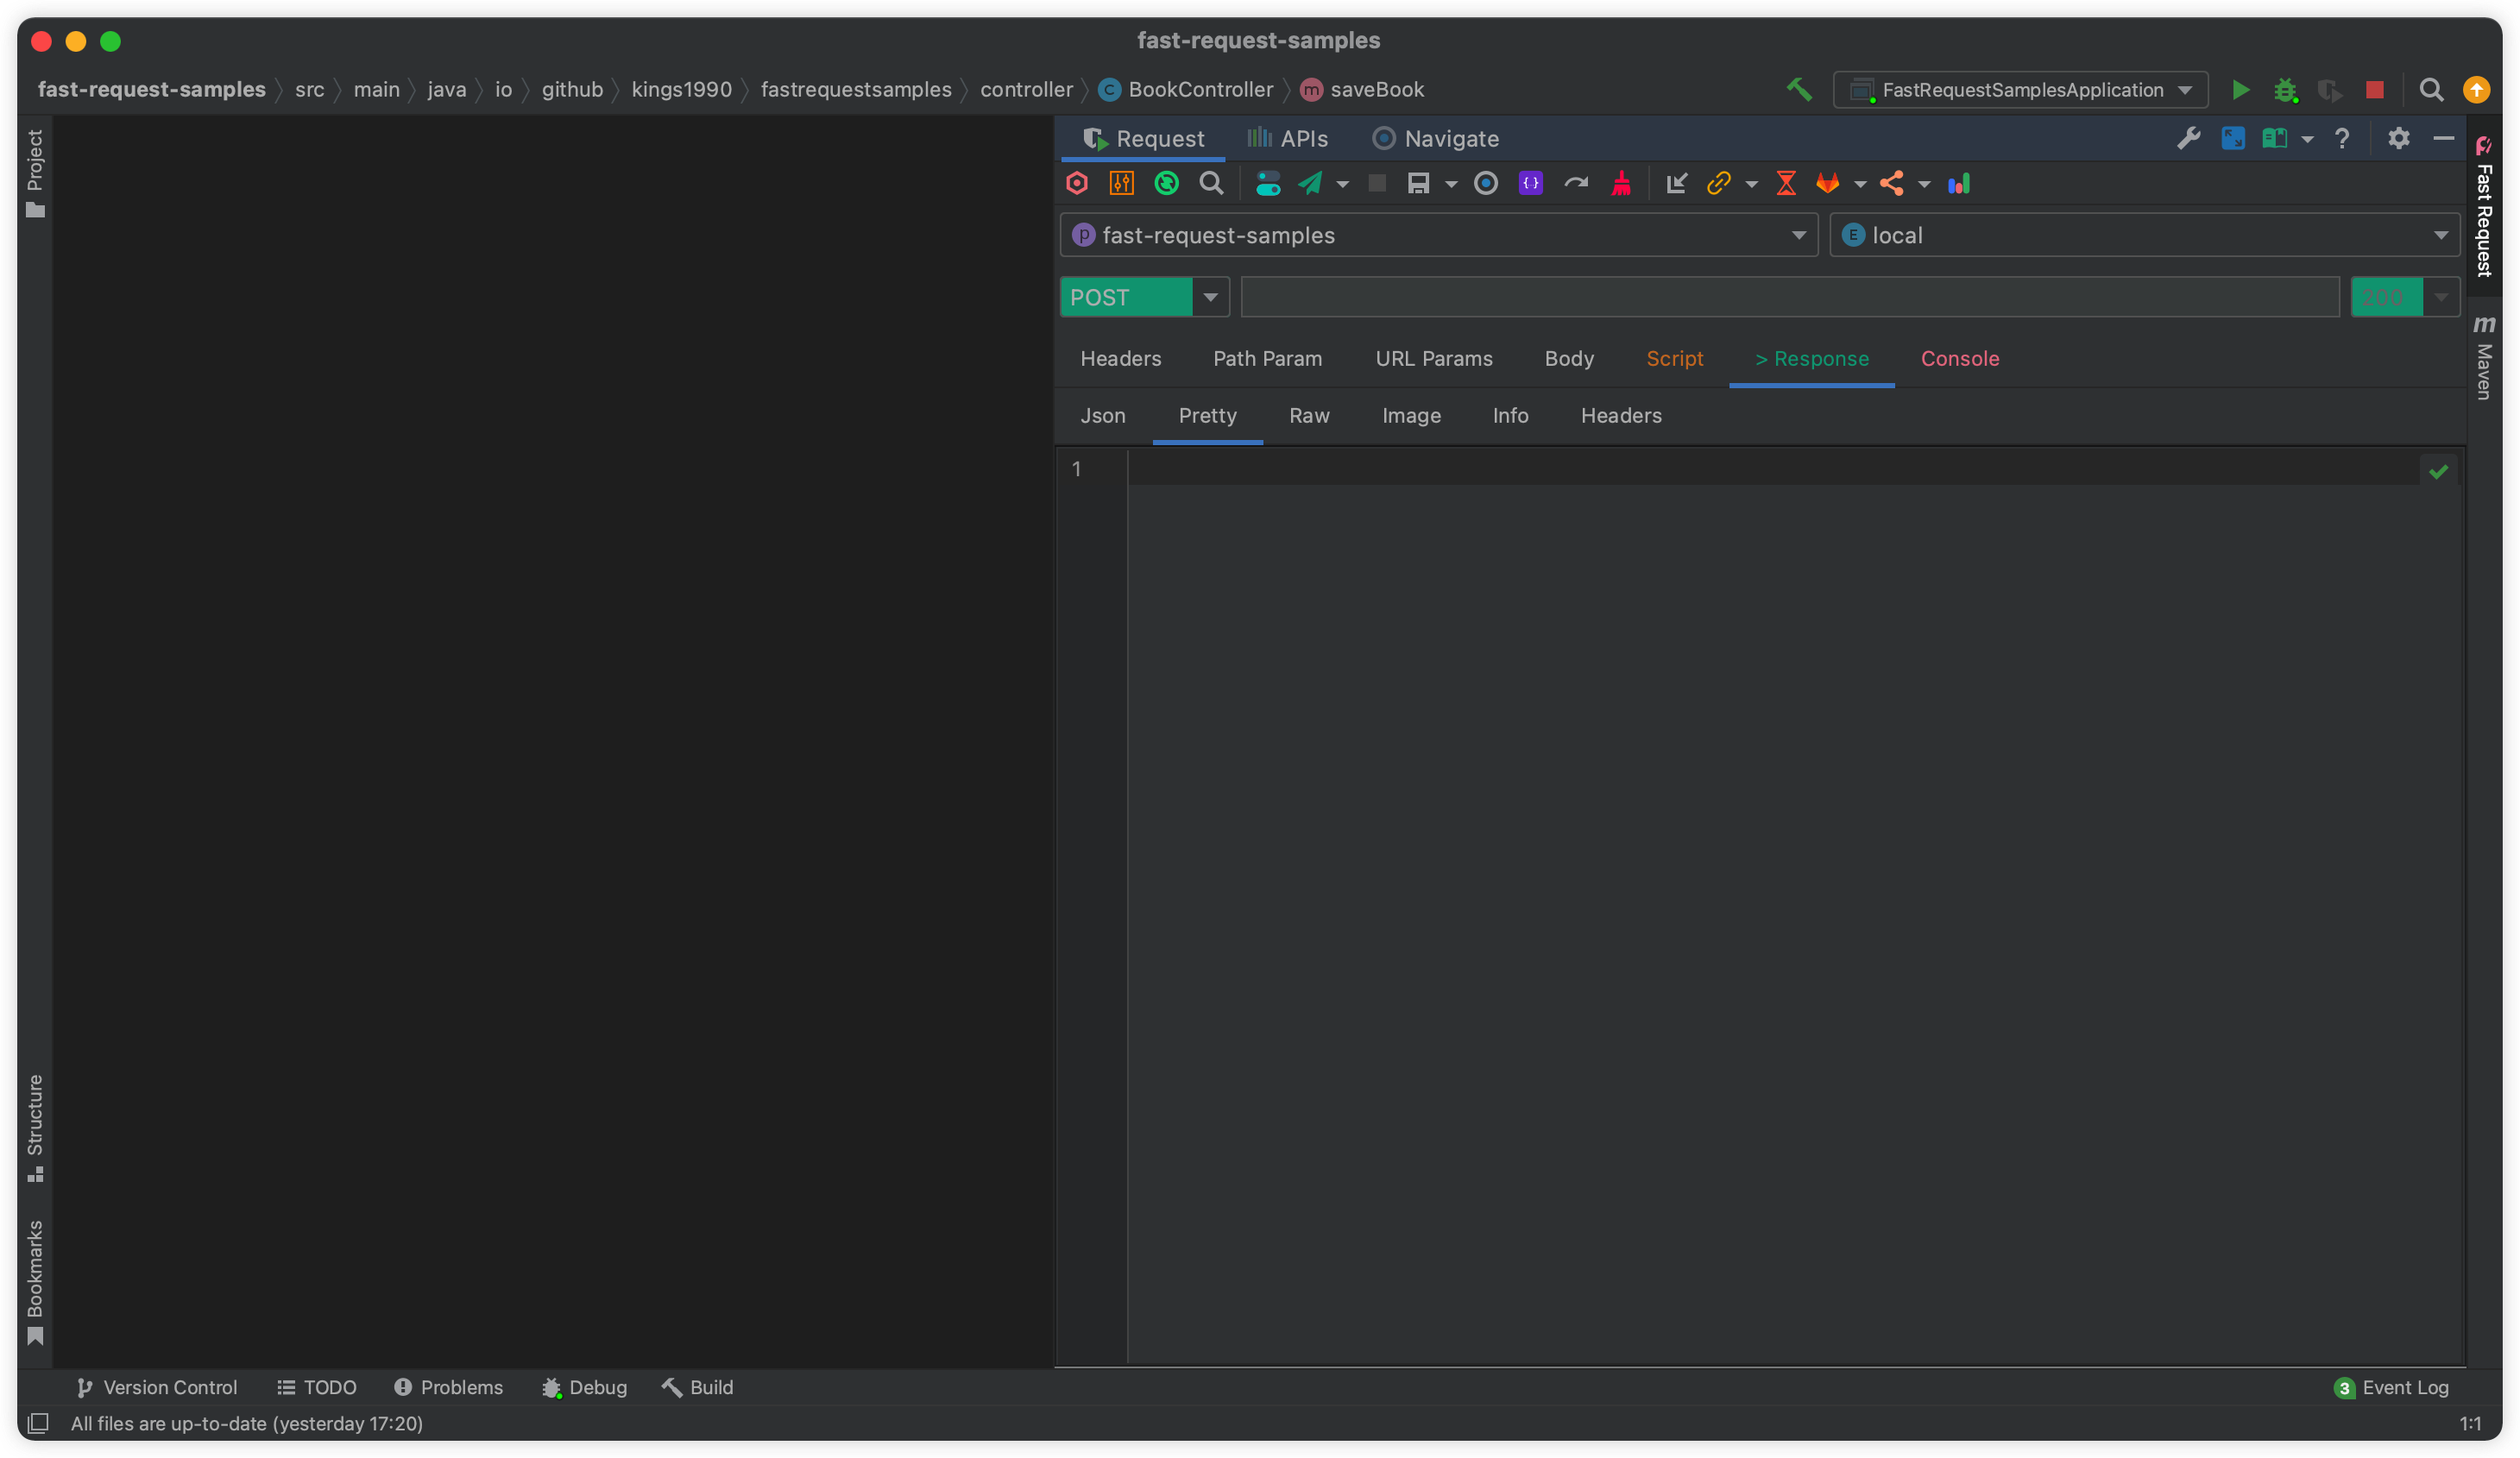 fast-request-samples
fast-request-samples src main java io github kings1990 fastrequestsamples controller C BookController m saveBook FastRequestSamplesApplication
Project
Request APIs Navigate
Fast Request
p fast-request-samples E local
POST 200
m Maven
Headers Path Param URL Params Body Script > Response Console
Json Pretty Raw Image Info Headers
1
Structure
Bookmarks
Version Control TODO Problems Debug Build 3 Event Log
All files are up-to-date (yesterday 17:20) 1:1